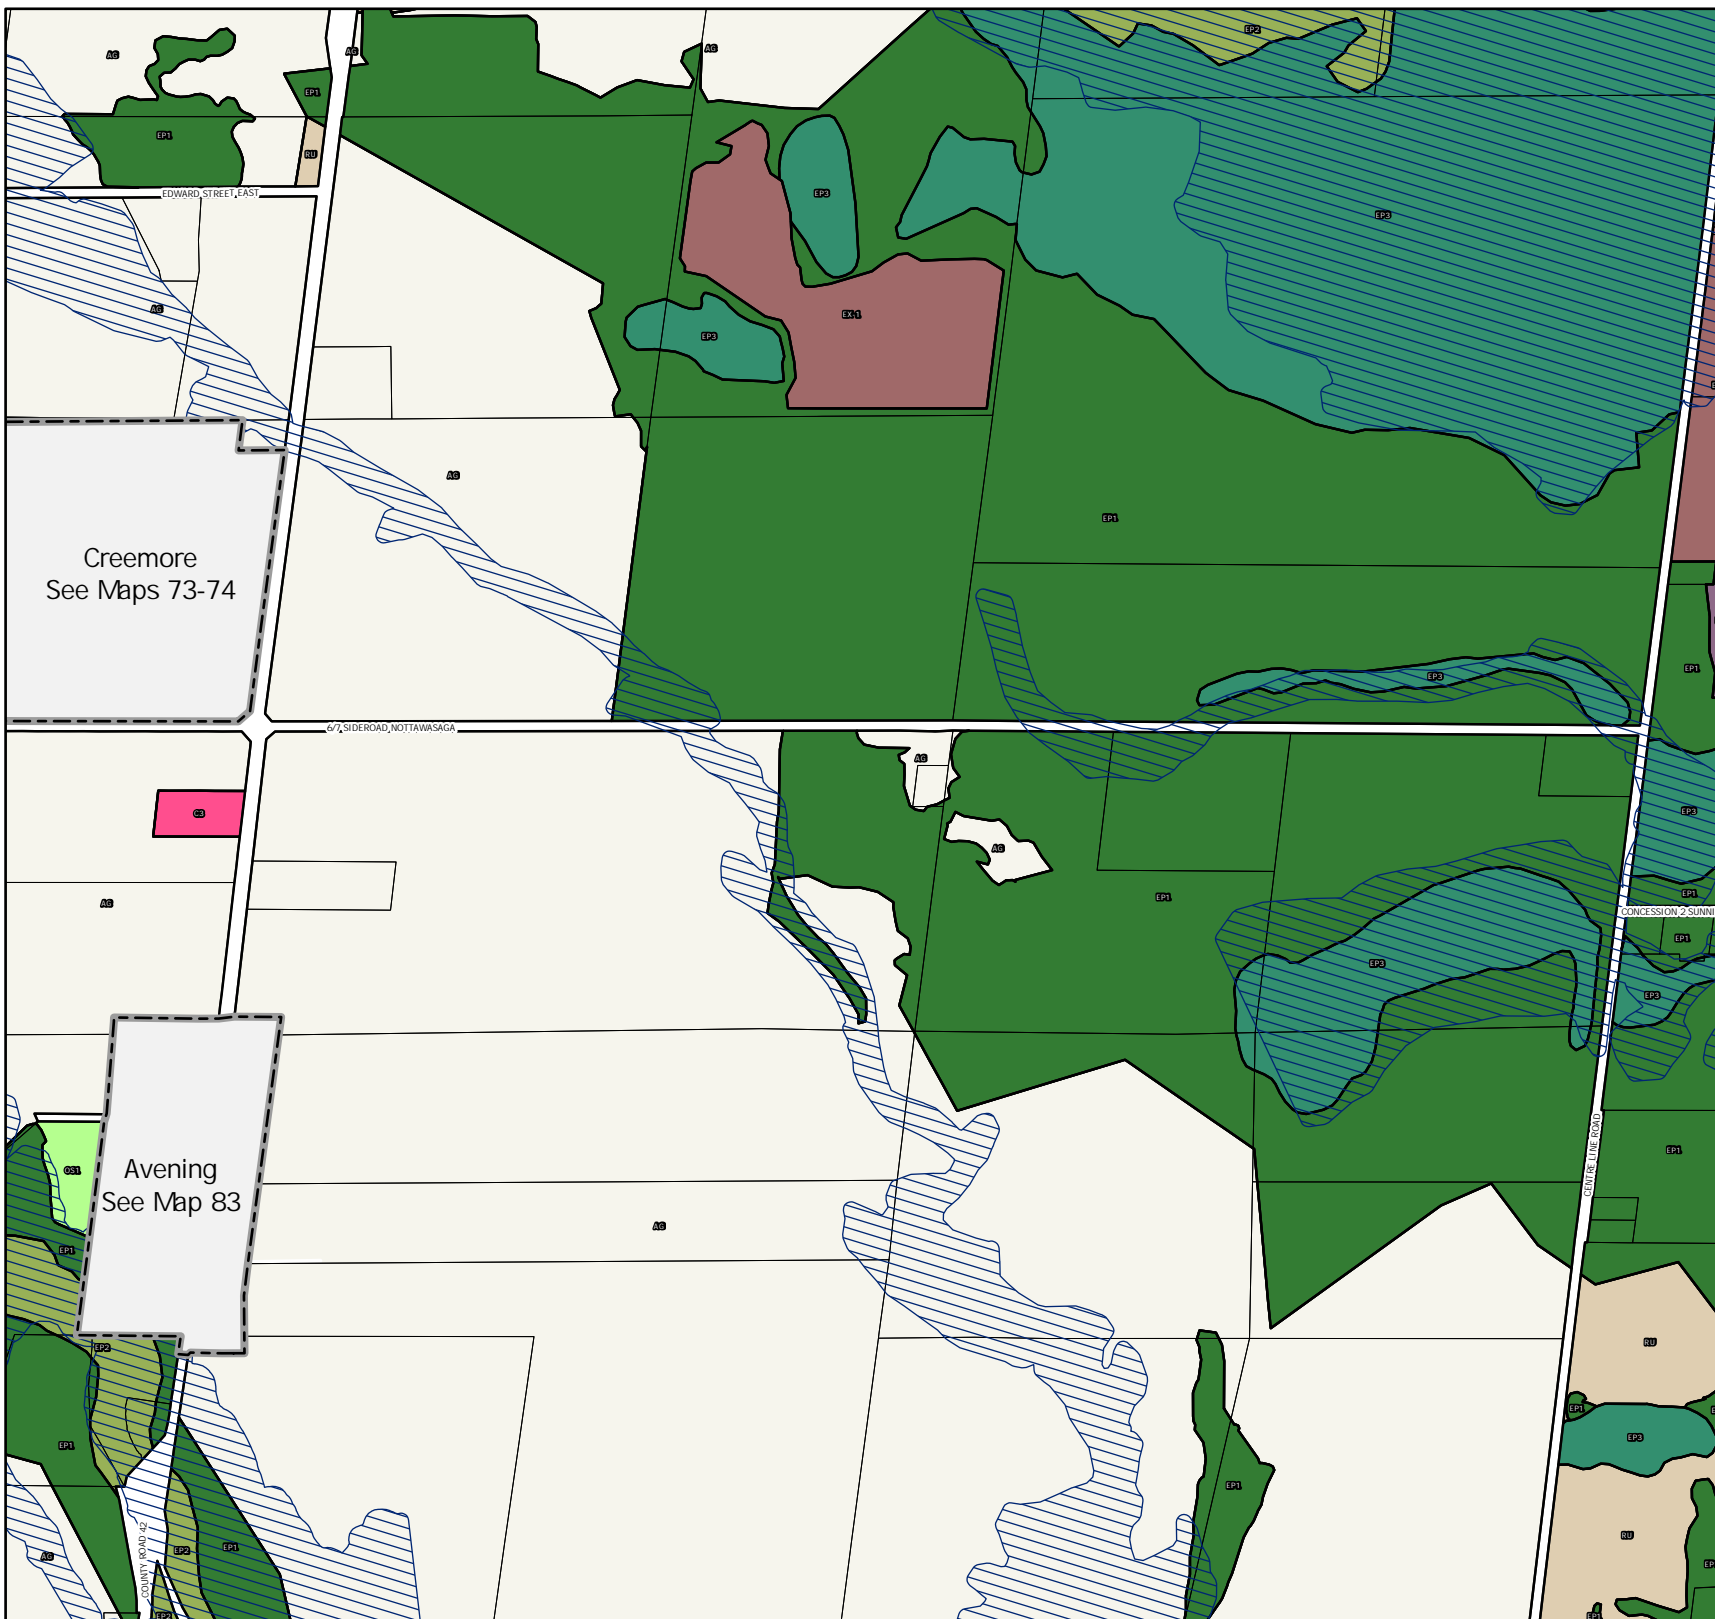 EP2
AG
AG
AG
EP1
EP1
RU
EDWARD STREET EAST
EP3
EP3
AG
EX-1
EP3
AG
EP1
Creemore
See Maps 73-74
EP1
EP3
6/7 SIDEROAD NOTTAWASAGA
AG
C3
EP3
AG
EP1
EP1
AG
CONCESSION 2 SUNNI
EP1
EP3
EP3
CENTRE LINE ROAD
EP1
OS1
Avening
See Map 83
AG
EP1
RU
EP2
EP1
EP3
EP1
EP1
RU
COUNTY ROAD 42
EP2
EP1
AG
EP2
EP1